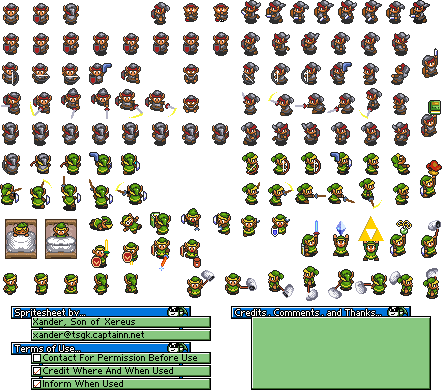 Spritesheet by...
Xander, Son of Xereus
xander@tsgk.captainn.net
Terms of Use..
Contact For Permission Before Use
Credit Where And When Used
Inform When Used
Credits, Comments, and Thanks...